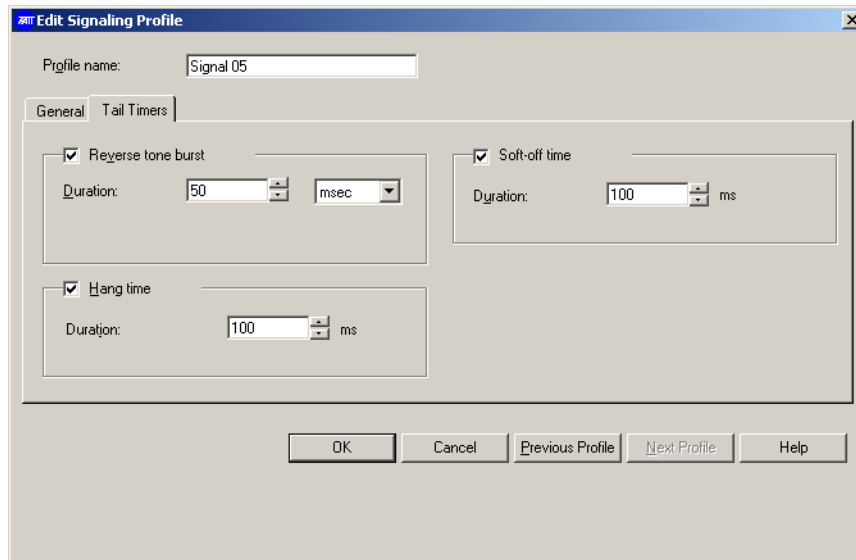 TAIT Edit Signaling Profile
Profile name: Signal 05
General Tail Timers
Reverse tone burst
Duration: 50 msec
Soft-off time
Duration: 100 ms
Hang time
Duration: 100 ms
OK Cancel Previous Profile Next Profile Help